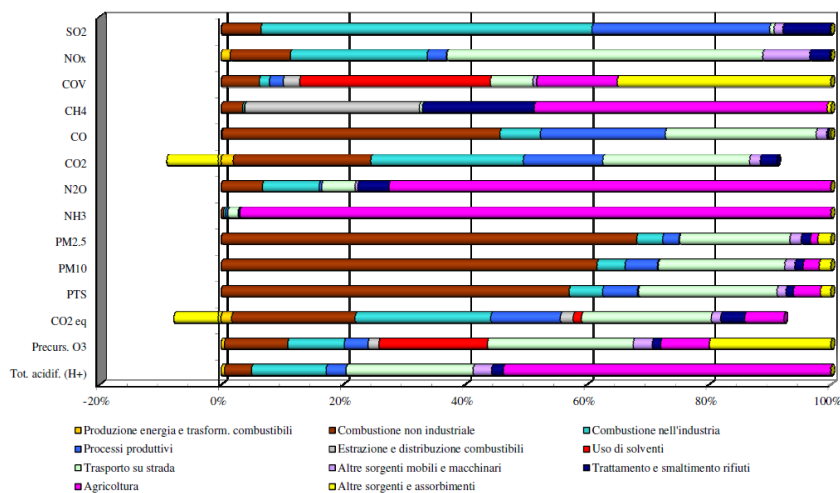 SO2
NOx
COV
CH4
CO
CO2
N2O
NH3
PM2.5
PM10
PTS
CO2 eq
Precurs. O3
Tot. acidif. (H+)
-20% 0% 20% 40% 60% 80% 100%
Produzione energia e trasform. combustibili Combustione non industriale Combustione nell'industria
Processi produttivi Estrazione e distribuzione combustibili Uso di solventi
Trasporto su strada Altre sorgenti mobili e macchinari Trattamento e smaltimento rifiuti
Agricoltura Altre sorgenti e assorbimenti